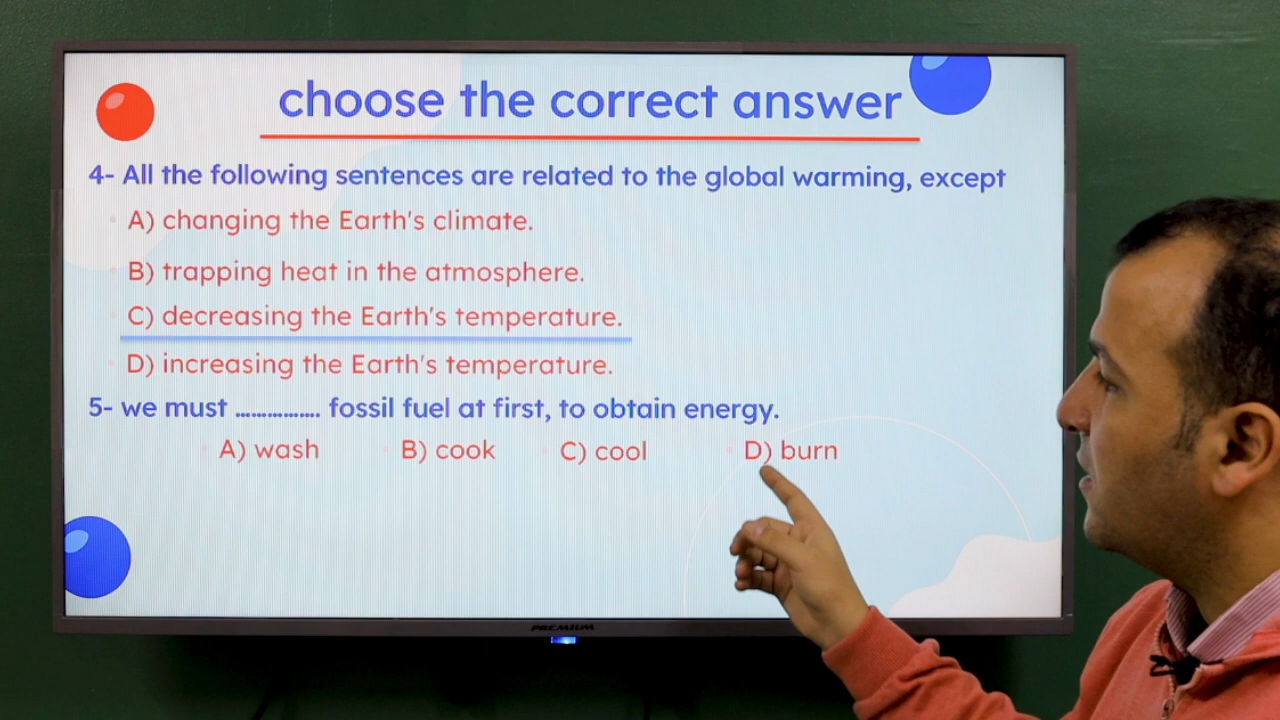 choose the correct answer
4- All the following sentences are related to the global warming, except
A) changing the Earth's climate.
B) trapping heat in the atmosphere.
C) decreasing the Earth's temperature.
D) increasing the Earth's temperature.
5- we must ................ fossil fuel at first, to obtain energy.
A) wash B) cook C) cool D) burn
PREMIUM